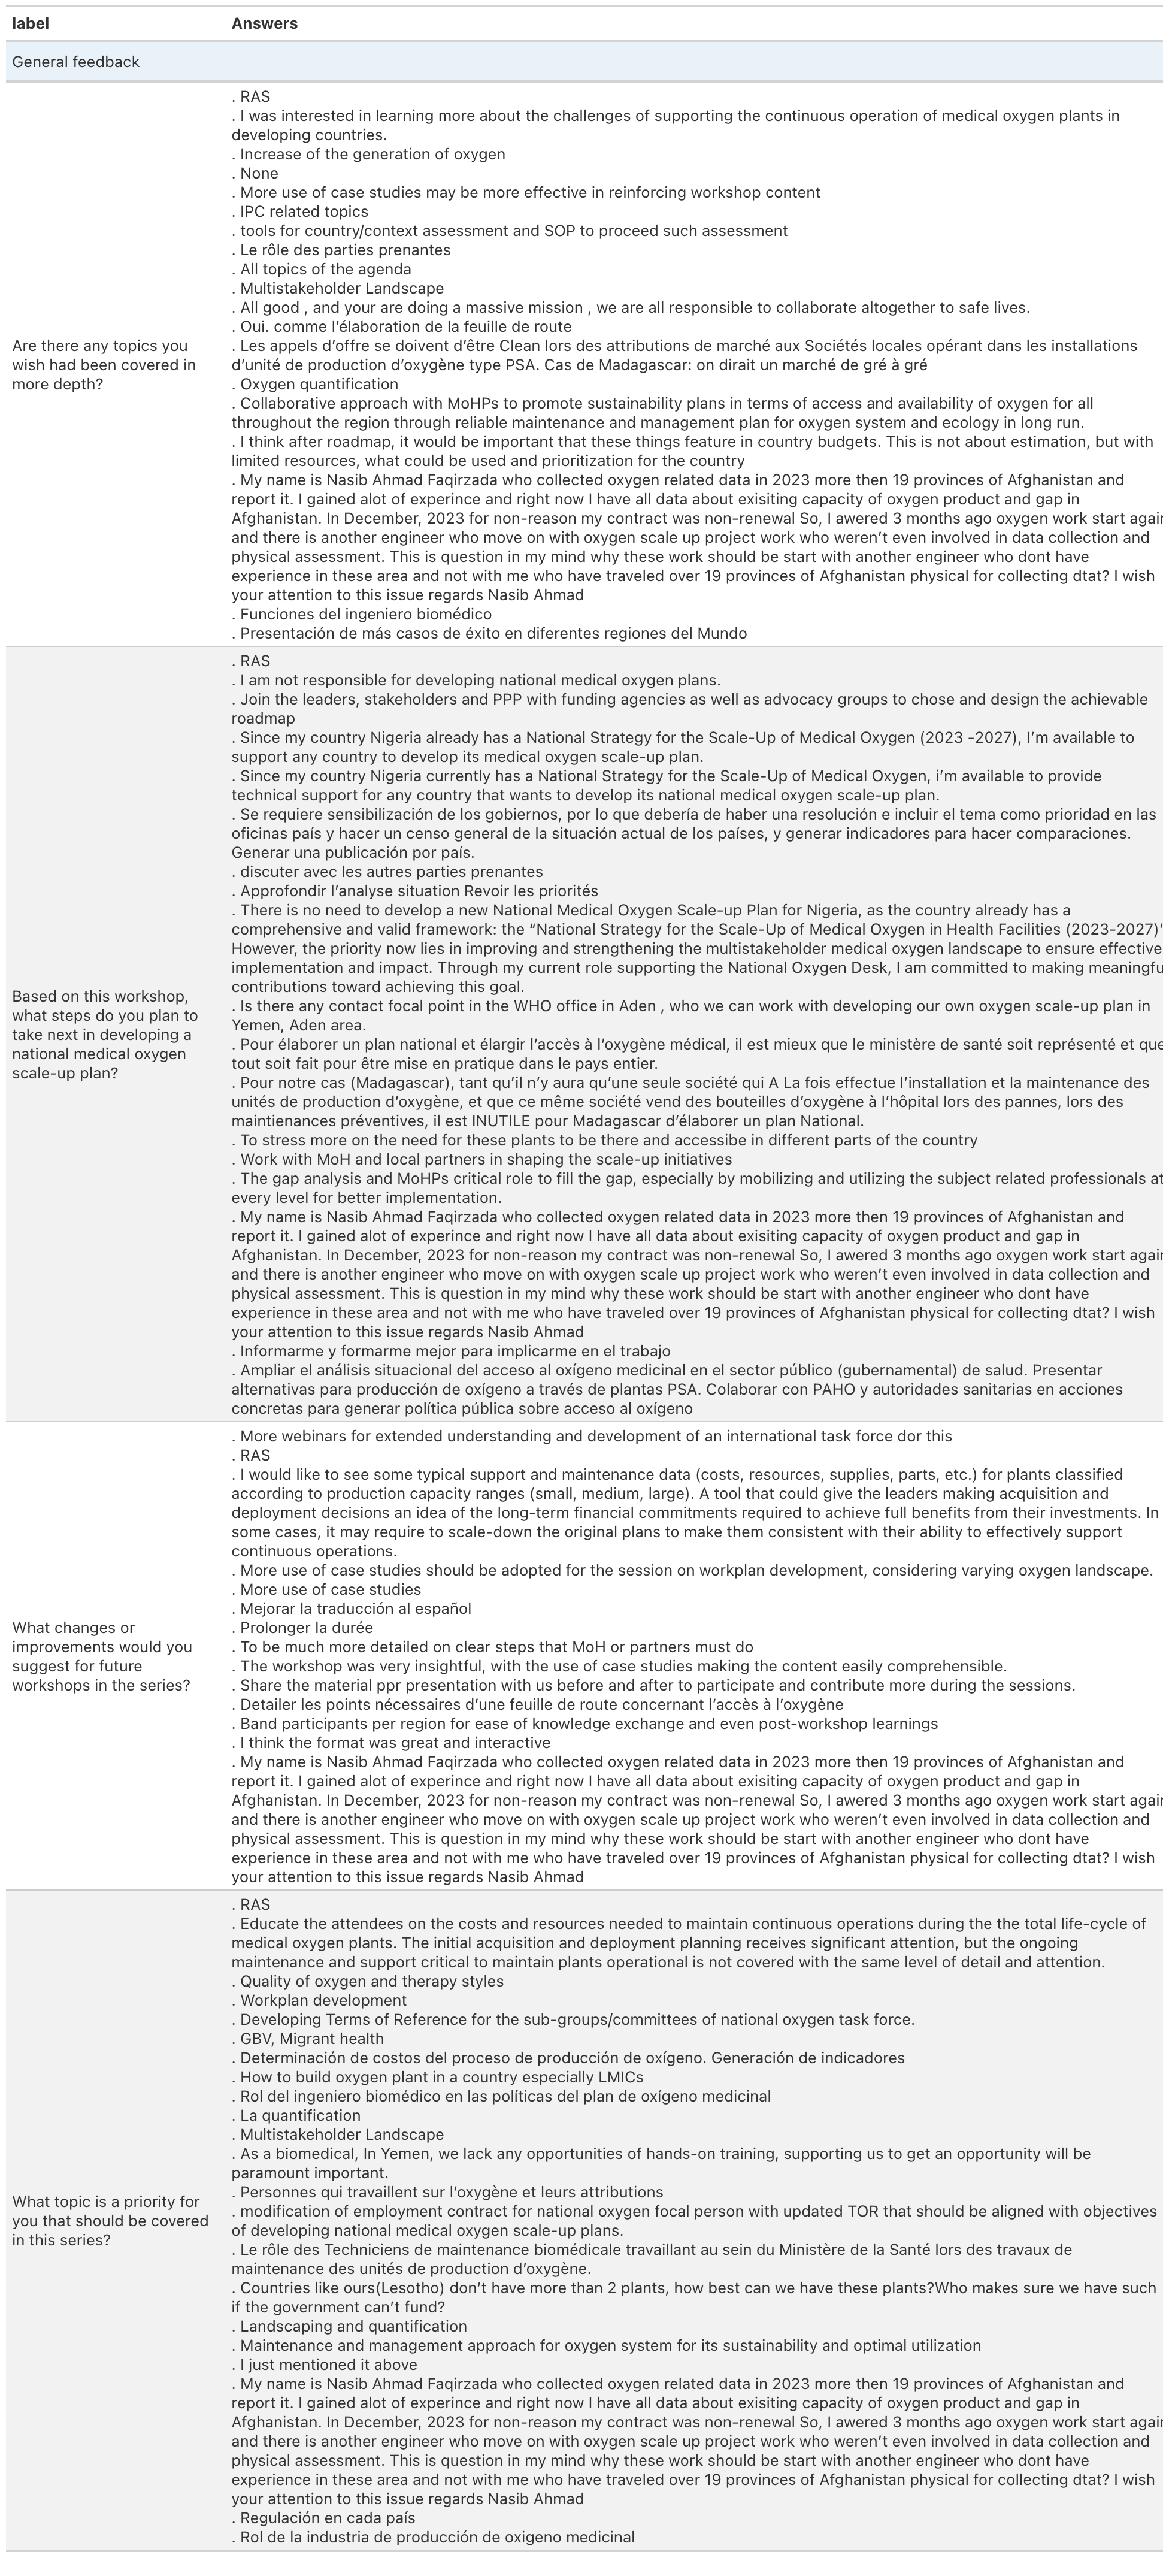 label Answers
General feedback
Are there any topics you
wish had been covered in
more depth?
. RAS
. I was interested in learning more about the challenges of supporting the continuous operation of medical oxygen plants in
developing countries.
. Increase of the generation of oxygen
. None
. More use of case studies may be more effective in reinforcing workshop content
. IPC related topics
. tools for country/context assessment and SOP to proceed such assessment
. Le rôle des parties prenantes
. All topics of the agenda
. Multistakeholder Landscape
. All good , and your are doing a massive mission , we are all responsible to collaborate altogether to safe lives.
. Oui. comme l’élaboration de la feuille de route
. Les appels d’offre se doivent d’être Clean lors des attributions de marché aux Sociétés locales opérant dans les installations
d’unité de production d’oxygène type PSA. Cas de Madagascar: on dirait un marché de gré à gré
. Oxygen quantification
. Collaborative approach with MoHPs to promote sustainability plans in terms of access and availability of oxygen for all
throughout the region through reliable maintenance and management plan for oxygen system and ecology in long run.
. I think after roadmap, it would be important that these things feature in country budgets. This is not about estimation, but with
limited resources, what could be used and prioritization for the country
. My name is Nasib Ahmad Faqirzada who collected oxygen related data in 2023 more then 19 provinces of Afghanistan and
report it. I gained alot of experince and right now I have all data about exisiting capacity of oxygen product and gap in
Afghanistan. In December, 2023 for non-reason my contract was non-renewal So, I awered 3 months ago oxygen work start again
and there is another engineer who move on with oxygen scale up project work who weren’t even involved in data collection and
physical assessment. This is question in my mind why these work should be start with another engineer who dont have
experience in these area and not with me who have traveled over 19 provinces of Afghanistan physical for collecting dtat? I wish
your attention to this issue regards Nasib Ahmad
. Funciones del ingeniero biomédico
. Presentación de más casos de éxito en diferentes regiones del Mundo
Based on this workshop,
what steps do you plan to
take next in developing a
national medical oxygen
scale-up plan?
. RAS
. I am not responsible for developing national medical oxygen plans.
. Join the leaders, stakeholders and PPP with funding agencies as well as advocacy groups to chose and design the achievable
roadmap
. Since my country Nigeria already has a National Strategy for the Scale-Up of Medical Oxygen (2023 -2027), I’m available to
support any country to develop its medical oxygen scale-up plan.
. Since my country Nigeria currently has a National Strategy for the Scale-Up of Medical Oxygen, i’m available to provide
technical support for any country that wants to develop its national medical oxygen scale-up plan.
. Se requiere sensibilización de los gobiernos, por lo que debería de haber una resolución e incluir el tema como prioridad en las
oficinas país y hacer un censo general de la situación actual de los países, y generar indicadores para hacer comparaciones.
Generar una publicación por país.
. discuter avec les autres parties prenantes
. Approfondir l’analyse situation Revoir les priorités
. There is no need to develop a new National Medical Oxygen Scale-up Plan for Nigeria, as the country already has a
comprehensive and valid framework: the “National Strategy for the Scale-Up of Medical Oxygen in Health Facilities (2023-2027)”
However, the priority now lies in improving and strengthening the multistakeholder medical oxygen landscape to ensure effective
implementation and impact. Through my current role supporting the National Oxygen Desk, I am committed to making meaningfu
contributions toward achieving this goal.
. Is there any contact focal point in the WHO office in Aden , who we can work with developing our own oxygen scale-up plan in
Yemen, Aden area.
. Pour élaborer un plan national et élargir l’accès à l’oxygène médical, il est mieux que le ministère de santé soit représenté et que
tout soit fait pour être mise en pratique dans le pays entier.
. Pour notre cas (Madagascar), tant qu’il n’y aura qu’une seule société qui A La fois effectue l’installation et la maintenance des
unités de production d’oxygène, et que ce même société vend des bouteilles d’oxygène à l’hôpital lors des pannes, lors des
maintienances préventives, il est INUTILE pour Madagascar d’élaborer un plan National.
. To stress more on the need for these plants to be there and accessibe in different parts of the country
. Work with MoH and local partners in shaping the scale-up initiatives
. The gap analysis and MoHPs critical role to fill the gap, especially by mobilizing and utilizing the subject related professionals at
every level for better implementation.
. My name is Nasib Ahmad Faqirzada who collected oxygen related data in 2023 more then 19 provinces of Afghanistan and
report it. I gained alot of experince and right now I have all data about exisiting capacity of oxygen product and gap in
Afghanistan. In December, 2023 for non-reason my contract was non-renewal So, I awered 3 months ago oxygen work start again
and there is another engineer who move on with oxygen scale up project work who weren’t even involved in data collection and
physical assessment. This is question in my mind why these work should be start with another engineer who dont have
experience in these area and not with me who have traveled over 19 provinces of Afghanistan physical for collecting dtat? I wish
your attention to this issue regards Nasib Ahmad
. Informarme y formarme mejor para implicarme en el trabajo
. Ampliar el análisis situacional del acceso al oxígeno medicinal en el sector público (gubernamental) de salud. Presentar
alternativas para producción de oxígeno a través de plantas PSA. Colaborar con PAHO y autoridades sanitarias en acciones
concretas para generar política pública sobre acceso al oxígeno
What changes or
improvements would you
suggest for future
workshops in the series?
. More webinars for extended understanding and development of an international task force dor this
. RAS
. I would like to see some typical support and maintenance data (costs, resources, supplies, parts, etc.) for plants classified
according to production capacity ranges (small, medium, large). A tool that could give the leaders making acquisition and
deployment decisions an idea of the long-term financial commitments required to achieve full benefits from their investments. In
some cases, it may require to scale-down the original plans to make them consistent with their ability to effectively support
continuous operations.
. More use of case studies should be adopted for the session on workplan development, considering varying oxygen landscape.
. More use of case studies
. Mejorar la traducción al español
. Prolonger la durée
. To be much more detailed on clear steps that MoH or partners must do
. The workshop was very insightful, with the use of case studies making the content easily comprehensible.
. Share the material ppr presentation with us before and after to participate and contribute more during the sessions.
. Detailer les points nécessaires d’une feuille de route concernant l’accès à l’oxygène
. Band participants per region for ease of knowledge exchange and even post-workshop learnings
. I think the format was great and interactive
. My name is Nasib Ahmad Faqirzada who collected oxygen related data in 2023 more then 19 provinces of Afghanistan and
report it. I gained alot of experince and right now I have all data about exisiting capacity of oxygen product and gap in
Afghanistan. In December, 2023 for non-reason my contract was non-renewal So, I awered 3 months ago oxygen work start again
and there is another engineer who move on with oxygen scale up project work who weren’t even involved in data collection and
physical assessment. This is question in my mind why these work should be start with another engineer who dont have
experience in these area and not with me who have traveled over 19 provinces of Afghanistan physical for collecting dtat? I wish
your attention to this issue regards Nasib Ahmad
What topic is a priority for
you that should be covered
in this series?
. RAS
. Educate the attendees on the costs and resources needed to maintain continuous operations during the the total life-cycle of
medical oxygen plants. The initial acquisition and deployment planning receives significant attention, but the ongoing
maintenance and support critical to maintain plants operational is not covered with the same level of detail and attention.
. Quality of oxygen and therapy styles
. Workplan development
. Developing Terms of Reference for the sub-groups/committees of national oxygen task force.
. GBV, Migrant health
. Determinación de costos del proceso de producción de oxígeno. Generación de indicadores
. How to build oxygen plant in a country especially LMICs
. Rol del ingeniero biomédico en las políticas del plan de oxígeno medicinal
. La quantification
. Multistakeholder Landscape
. As a biomedical, In Yemen, we lack any opportunities of hands-on training, supporting us to get an opportunity will be
paramount important.
. Personnes qui travaillent sur l’oxygène et leurs attributions
. modification of employment contract for national oxygen focal person with updated TOR that should be aligned with objectives
of developing national medical oxygen scale-up plans.
. Le rôle des Techniciens de maintenance biomédicale travaillant au sein du Ministère de la Santé lors des travaux de
maintenance des unités de production d’oxygène.
. Countries like ours(Lesotho) don’t have more than 2 plants, how best can we have these plants?Who makes sure we have such
if the government can’t fund?
. Landscaping and quantification
. Maintenance and management approach for oxygen system for its sustainability and optimal utilization
. I just mentioned it above
. My name is Nasib Ahmad Faqirzada who collected oxygen related data in 2023 more then 19 provinces of Afghanistan and
report it. I gained alot of experince and right now I have all data about exisiting capacity of oxygen product and gap in
Afghanistan. In December, 2023 for non-reason my contract was non-renewal So, I awered 3 months ago oxygen work start again
and there is another engineer who move on with oxygen scale up project work who weren’t even involved in data collection and
physical assessment. This is question in my mind why these work should be start with another engineer who dont have
experience in these area and not with me who have traveled over 19 provinces of Afghanistan physical for collecting dtat? I wish
your attention to this issue regards Nasib Ahmad
. Regulación en cada país
. Rol de la industria de producción de oxigeno medicinal